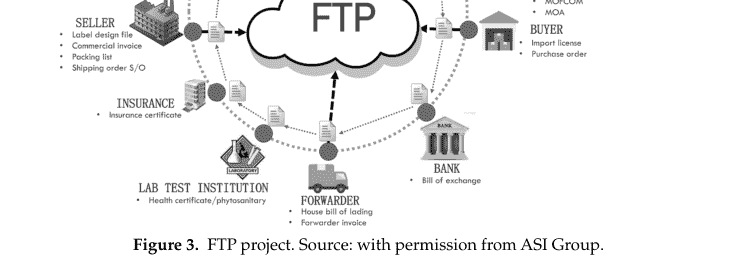 MOFCOM
MOA
FTP
SELLER
• Label design file
• Commercial invoice
• Packing list
• Shipping order S/O
BUYER
• Import license
• Purchase order
INSURANCE
• Insurance certificate
BANK
BANK
• Bill of exchange
LABORATORY
LAB TEST INSTITUTION
• Health certificate/phytosanitary
FORWARDER
• House bill of lading
• Forwarder invoice
Figure 3. FTP project. Source: with permission from ASI Group.